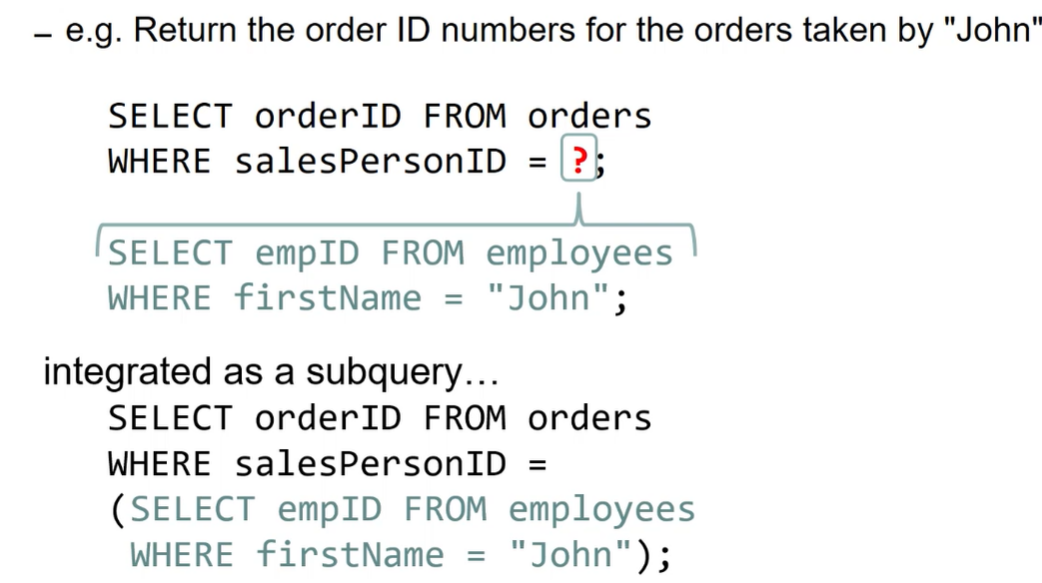 – e.g. Return the order ID numbers for the orders taken by "John"
SELECT orderID FROM orders
WHERE salesPersonID = ?;
SELECT empID FROM employees
WHERE firstName = "John";
integrated as a subquery…
SELECT orderID FROM orders
WHERE salesPersonID =
(SELECT empID FROM employees
WHERE firstName = "John");